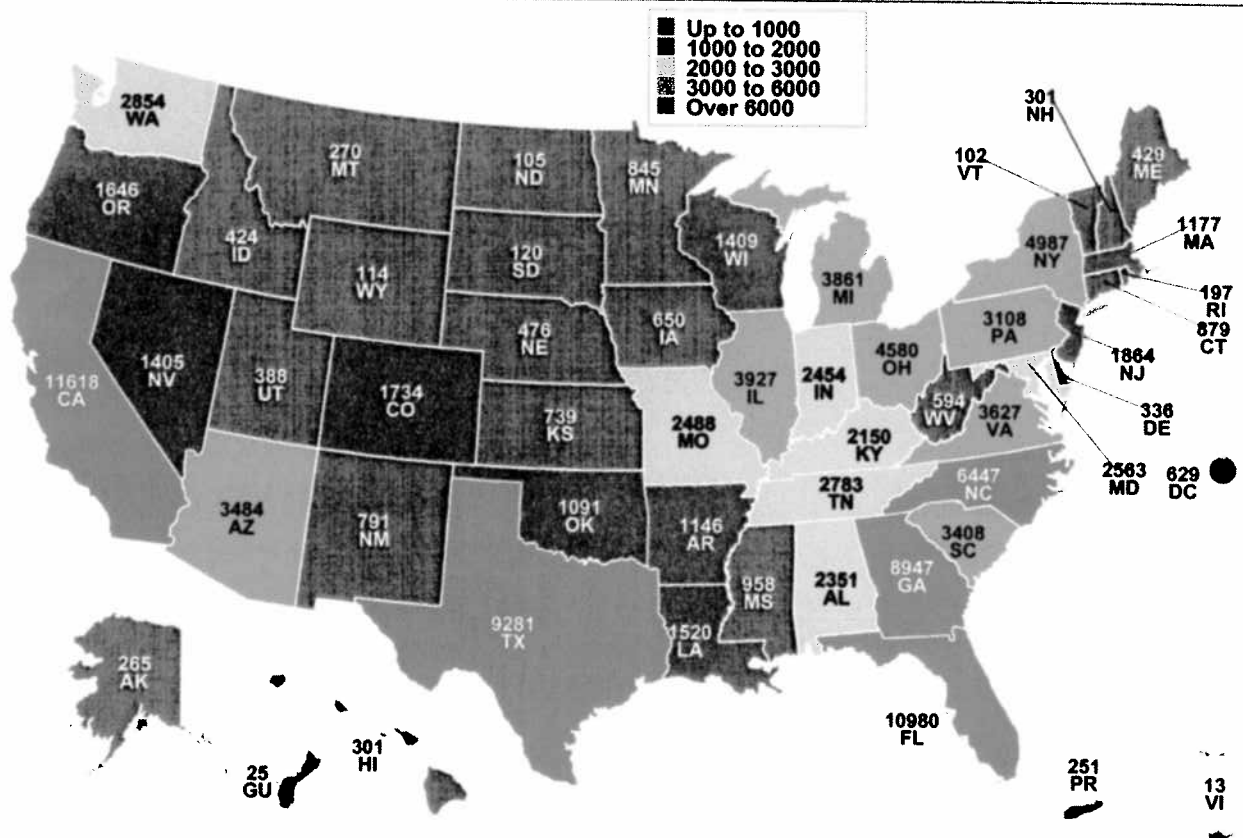 Up to 1000
1000 to 2000
2000 to 3000
3000 to 6000
Over 6000
2854
WA
1646
OR
424
ID
270
MT
105
ND
845
MN
301
NH
102
VT
429
ME
1177
MA
4987
NY
1409
WI
3861
MI
120
SD
114
WY
197
RI
879
CT
1864
NJ
3108
PA
650
IA
476
NE
1405
NV
388
UT
11618
CA
1734
CO
739
KS
2488
MO
3927
IL
2454
IN
4580
OH
594
WV
3627
VA
336
DE
2563
MD
629
DC
2150
KY
2783
TN
6447
NC
3408
SC
3484
AZ
791
NM
1091
OK
1146
AR
958
MS
2351
AL
8947
GA
9281
TX
1520
LA
265
AK
10980
FL
301
HI
25
GU
251
PR
13
VI